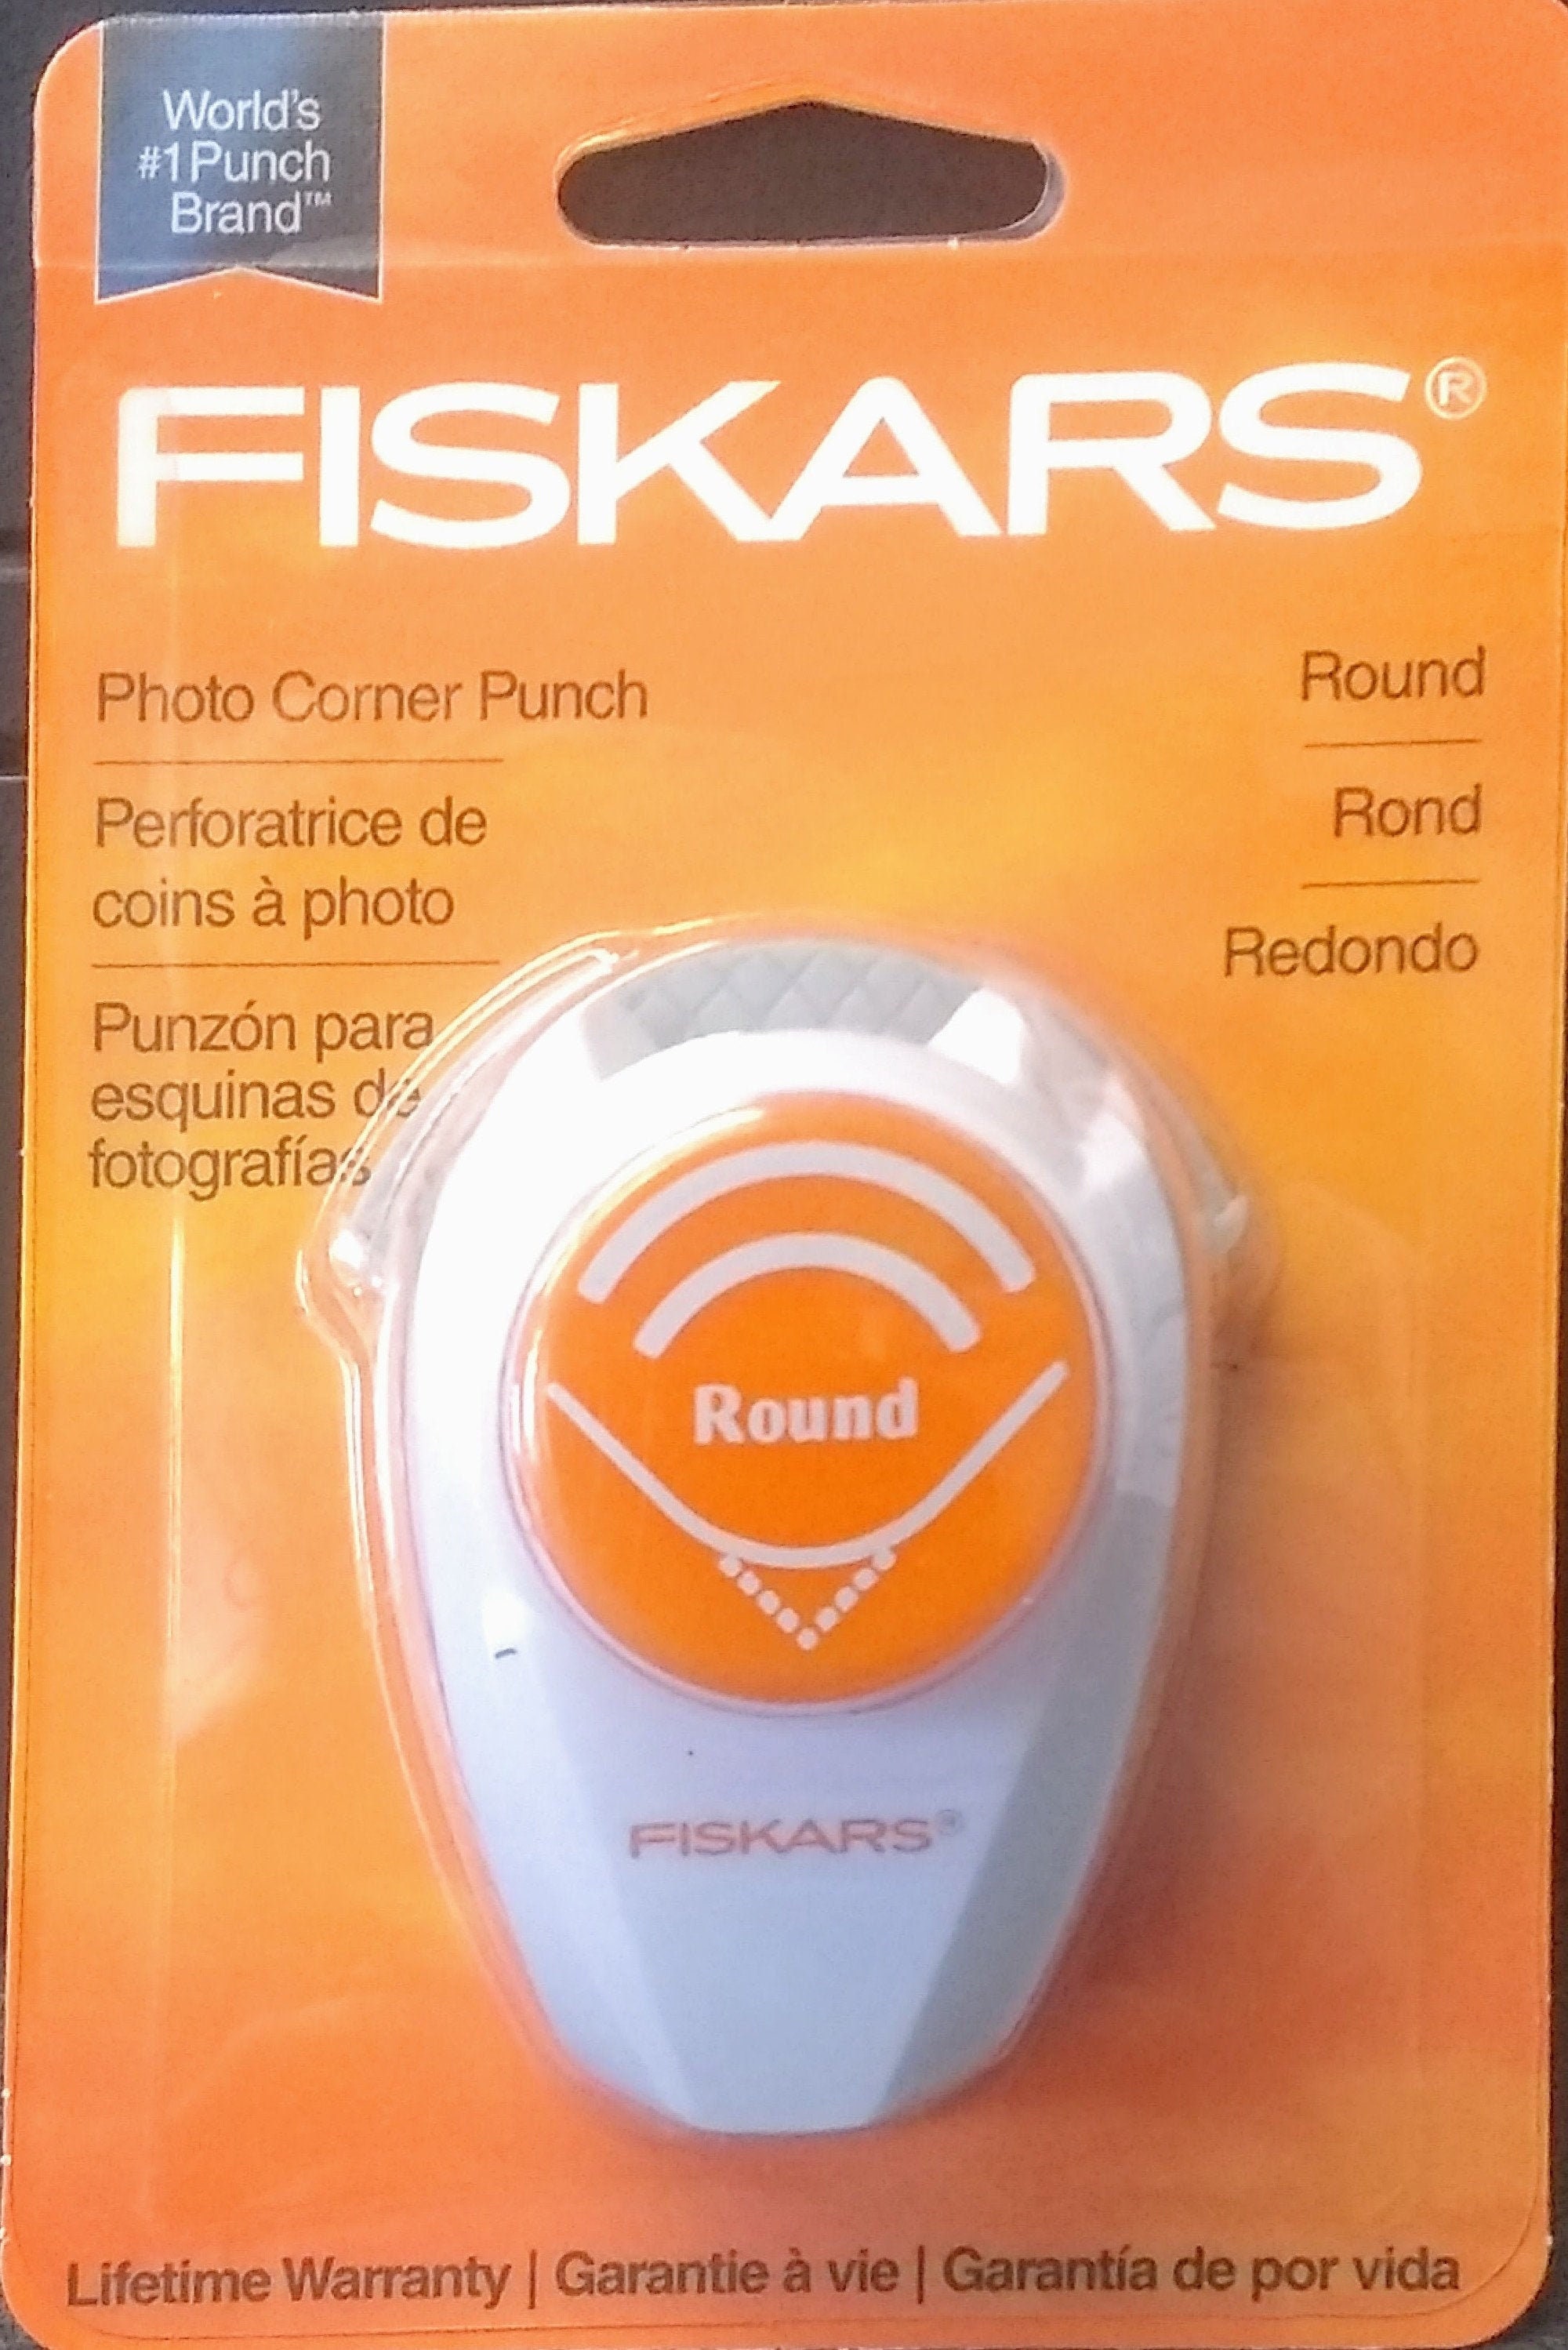 World's
#1 Punch
Brand™
FISKARS®
Photo Corner Punch
Perforatrice de
coins à photo
Punzón para
esquinas de
fotografías
Round
Rond
Redondo
Round
FISKARS®
Lifetime Warranty | Garantie à vie | Garantía de por vida